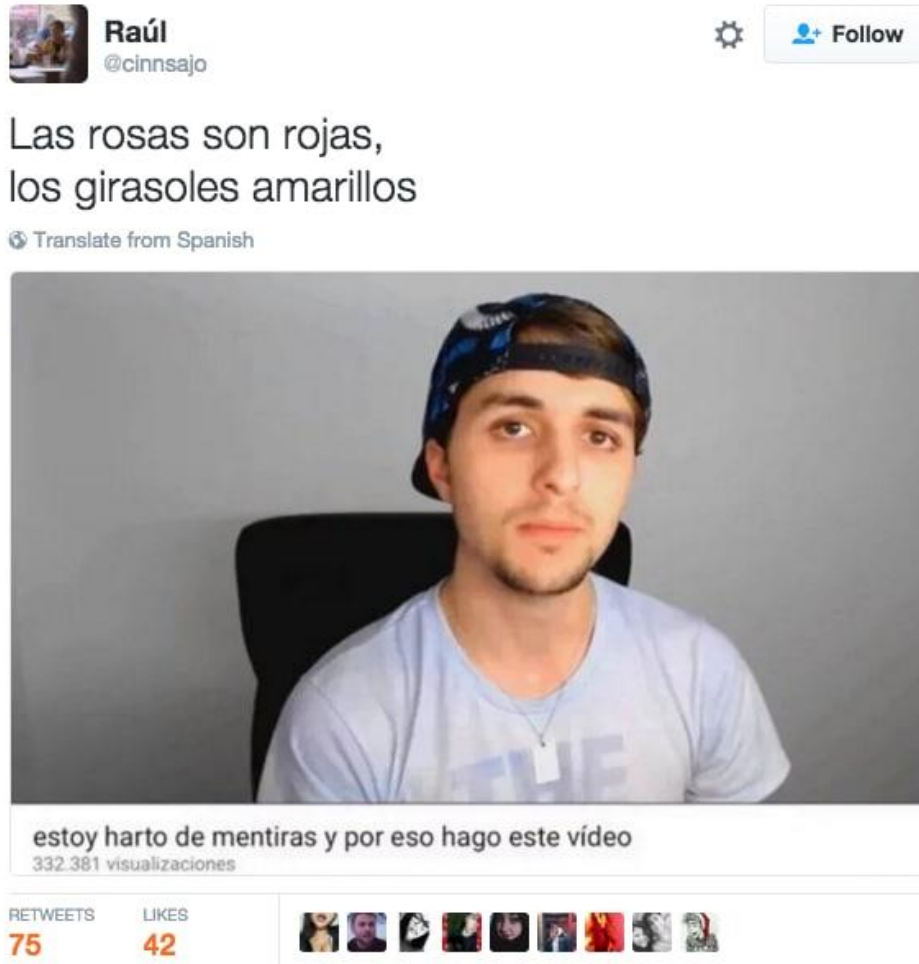 Raúl
@cinnsajo
Follow
Las rosas son rojas,
los girasoles amarillos
Translate from Spanish
THE
estoy harto de mentiras y por eso hago este vídeo
332.381 visualizaciones
RETWEETS LIKES
75 42